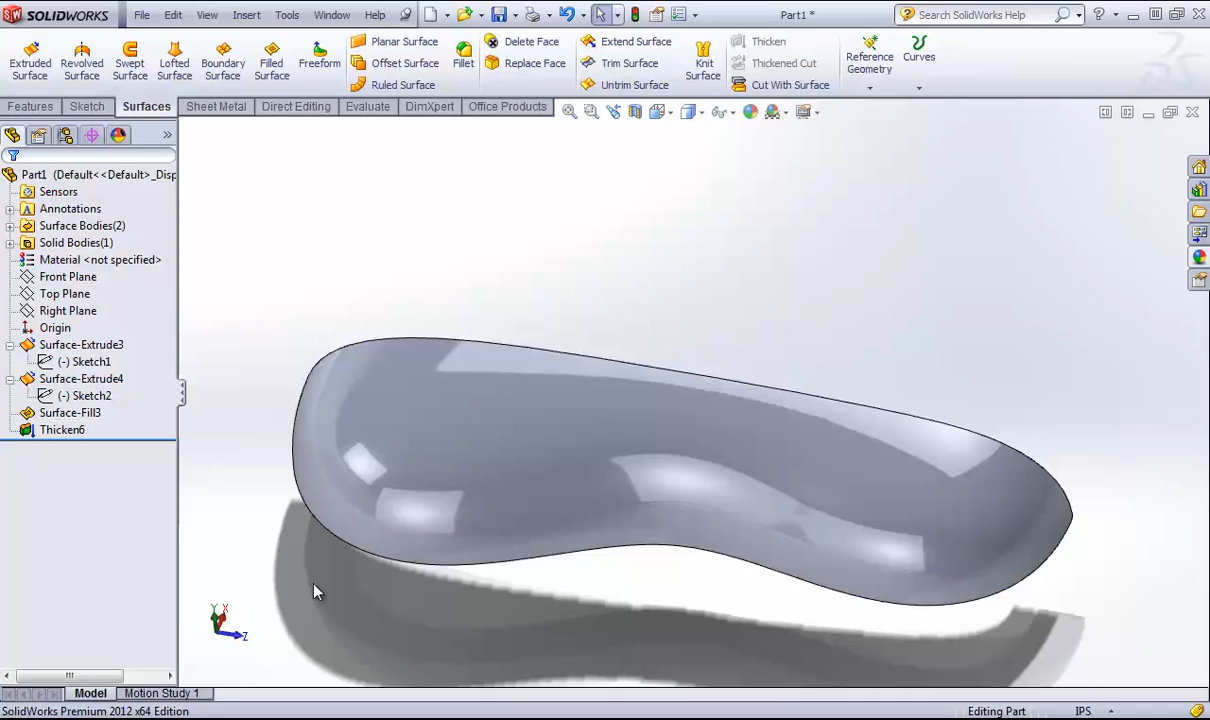 SOLIDWORKS File Edit View Insert Tools Window Help Part1 * Search SolidWorks Help
Extruded Surface
Revolved Surface
Swept Surface
Lofted Surface
Boundary Surface
Filled Surface
Freeform
Planar Surface
Offset Surface
Ruled Surface
Fillet
Delete Face
Replace Face
Extend Surface
Trim Surface
Untrim Surface
Knit Surface
Thicken
Thickened Cut
Cut With Surface
Reference Geometry
Curves
Features Sketch Surfaces Sheet Metal Direct Editing Evaluate DimXpert Office Products
Part1 (Default<<Default>_Disp
Sensors
Annotations
Surface Bodies(2)
Solid Bodies(1)
Material <not specified>
Front Plane
Top Plane
Right Plane
Origin
Surface-Extrude3
(-) Sketch1
Surface-Extrude4
(-) Sketch2
Surface-Fill3
Thicken6
Y X
Z
Model Motion Study 1
SolidWorks Premium 2012 x64 Edition Editing Part IPS